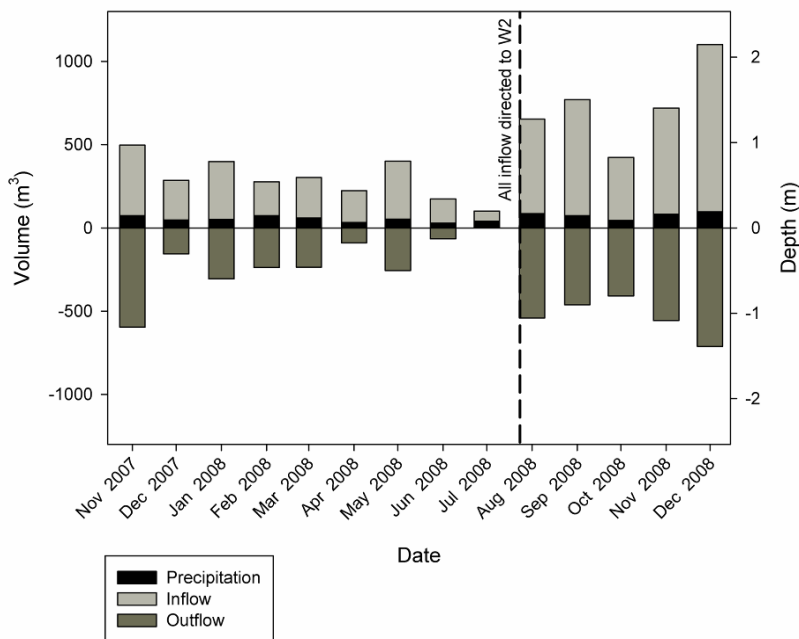 1000
500
0
-500
-1000
Volume (m³)
All inflow directed to W2
2
1
0
-1
-2
Depth (m)
Nov 2007
Dec 2007
Jan 2008
Feb 2008
Mar 2008
Apr 2008
May 2008
Jun 2008
Jul 2008
Aug 2008
Sep 2008
Oct 2008
Nov 2008
Dec 2008
Date
Precipitation
Inflow
Outflow